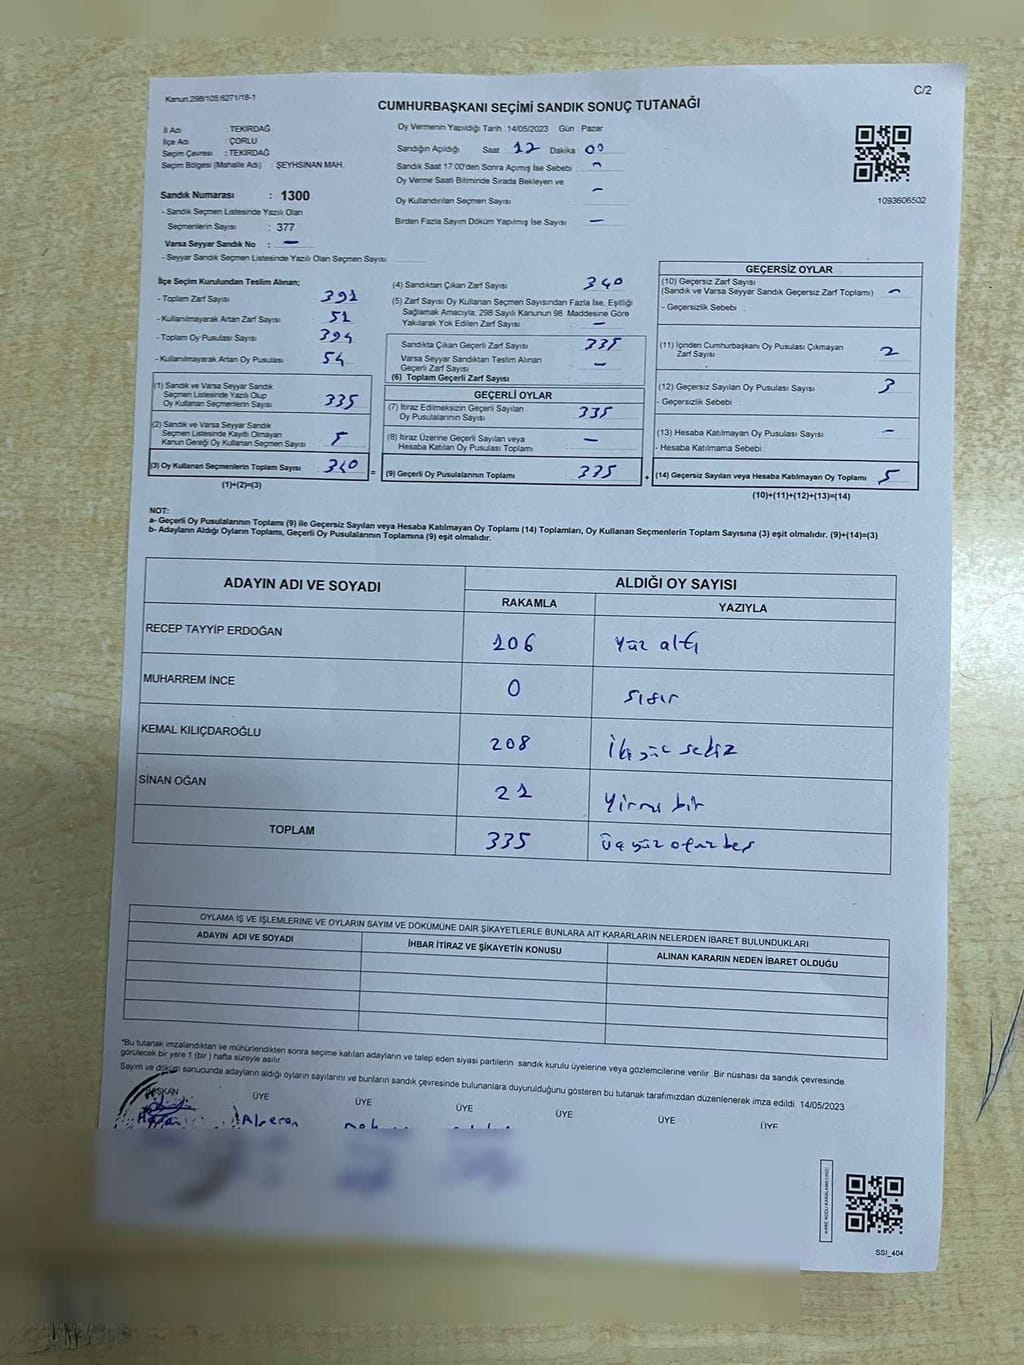 Kanun:298/105,6271/18-1
C/2
CUMHURBAŞKANI SEÇİMİ SANDIK SONUÇ TUTANAĞI
İl Adı : TEKİRDAĞ
İlçe Adı : ÇORLU
Seçim Çevresi : TEKİRDAĞ
Seçim Bölgesi (Mahalle Adı) : ŞEYHSİNAN MAH.
Sandık Numarası : 1300
- Sandık Seçmen Listesinde Yazılı Olan
Seçmenlerin Sayısı : 377
Varsa Seyyar Sandık No : —
- Seyyar Sandık Seçmen Listesinde Yazılı Olan Seçmen Sayısı
Oy Vermenin Yapıldığı Tarih :14/05/2023 Gün : Pazar
Sandığın Açıldığı Saat 17 Dakika 00
Sandık Saat 17:00'den Sonra Açımış İse Sebebi : —
Oy Verme Saati Bitiminde Sırada Bekleyen ve
Oy Kullandırılan Seçmen Sayısı : —
Birden Fazla Sayım Döküm Yapılmış İse Sayısı : —
1093606502
İlçe Seçim Kurulundan Teslim Alınan;
- Toplam Zarf Sayısı 391
- Kullanılmayarak Artan Zarf Sayısı 51
- Toplam Oy Pusulası Sayısı 394
- Kullanılmayarak Artan Oy Pusulası 54
(1) Sandık ve Varsa Seyyar Sandık
Seçmen Listesinde Yazılı Olup
Oy Kullanan Seçmenlerin Sayısı 335
(2) Sandık ve Varsa Seyyar Sandık
Seçmen Listesinde Kayıtlı Olmayan
Kanun Gereği Oy Kullanan Seçmen Sayısı 5
(3) Oy Kullanan Seçmenlerin Toplam Sayısı 340
(1)+(2)=(3)
(4) Sandıktan Çıkan Zarf Sayısı 340
(5) Zarf Sayısı Oy Kullanan Seçmen Sayısından Fazla İse, Eşitliği
Sağlamak Amacıyla; 298 Sayılı Kanunun 98 Maddesine Göre
Yakılarak Yok Edilen Zarf Sayısı : —
Sandıkta Çıkan Geçerli Zarf Sayısı 335
Varsa Seyyar Sandıktan Teslim Alınan
Geçerli Zarf Sayısı —
(6) Toplam Geçerli Zarf Sayısı
GEÇERLİ OYLAR
(7) İtiraz Edilmeksizin Geçerli Sayılan
Oy Pusulalarının Sayısı 335
(8) İtiraz Üzerine Geçerli Sayılan veya
Hesaba Katılan Oy Pusulası Toplamı —
= (9) Geçerli Oy Pusulalarının Toplamı 335 +
GEÇERSİZ OYLAR
(10) Geçersiz Zarf Sayısı
(Sandık ve Varsa Seyyar Sandık Geçersiz Zarf Toplamı) —
- Geçersizlik Sebebi :
(11) İçinden Cumhurbaşkanı Oy Pusulası Çıkmayan
Zarf Sayısı 2
(12) Geçersiz Sayılan Oy Pusulası Sayısı 3
- Geçersizlik Sebebi :
(13) Hesaba Katılmayan Oy Pusulası Sayısı —
- Hesaba Katılmama Sebebi
(14) Geçersiz Sayılan veya Hesaba Katılmayan Oy Toplamı 5
(10)+(11)+(12)+(13)=(14)
NOT:
a- Geçerli Oy Pusulalarının Toplamı (9) ile Geçersiz Sayılan veya Hesaba Katılmayan Oy Toplamı (14) Toplamları, Oy Kullanan Seçmenlerin Toplam Sayısına (3) eşit olmalıdır. (9)+(14)=(3)
b- Adayların Aldığı Oyların Toplamı, Geçerli Oy Pusulalarının Toplamına (9) eşit olmalıdır.
ADAYIN ADI VE SOYADI ALDIĞI OY SAYISI
RAKAMLA YAZIYLA
RECEP TAYYİP ERDOĞAN 106 yüz altı
MUHARREM İNCE 0 sıfır
KEMAL KILIÇDAROĞLU 208 iki yüz sekiz
SİNAN OĞAN 21 Yirmi bir
TOPLAM 335 üç yüz otuz beş
OYLAMA İŞ VE İŞLEMLERİNE VE OYLARIN SAYIM VE DÖKÜMÜNE DAİR ŞİKAYETLERLE BUNLARA AİT KARARLARIN NELERDEN İBARET BULUNDUKLARI
ADAYIN ADI VE SOYADI İHBAR İTİRAZ VE ŞİKAYETİN KONUSU ALINAN KARARIN NEDEN İBARET OLDUĞU
*Bu tutanak imzalandıktan ve mühürlendikten sonra seçime katılan adayların ve talep eden siyasi partilerin sandık kurulu üyelerine veya gözlemcilerine verilir. Bir nüshası da sandık çevresinde
görülecek bir yere 1 (bir) hafta süreyle asılır.
Sayım ve döküm sonucunda adayların aldığı oyların sayılarını ve bunların sandık çevresinde bulunanlara duyurulduğunu gösteren bu tutanak tarafımızdan düzenlenerek imza edildi. 14/05/2023
BAŞKAN ÜYE ÜYE ÜYE ÜYE ÜYE ÜYE
Alperen
SSI_404